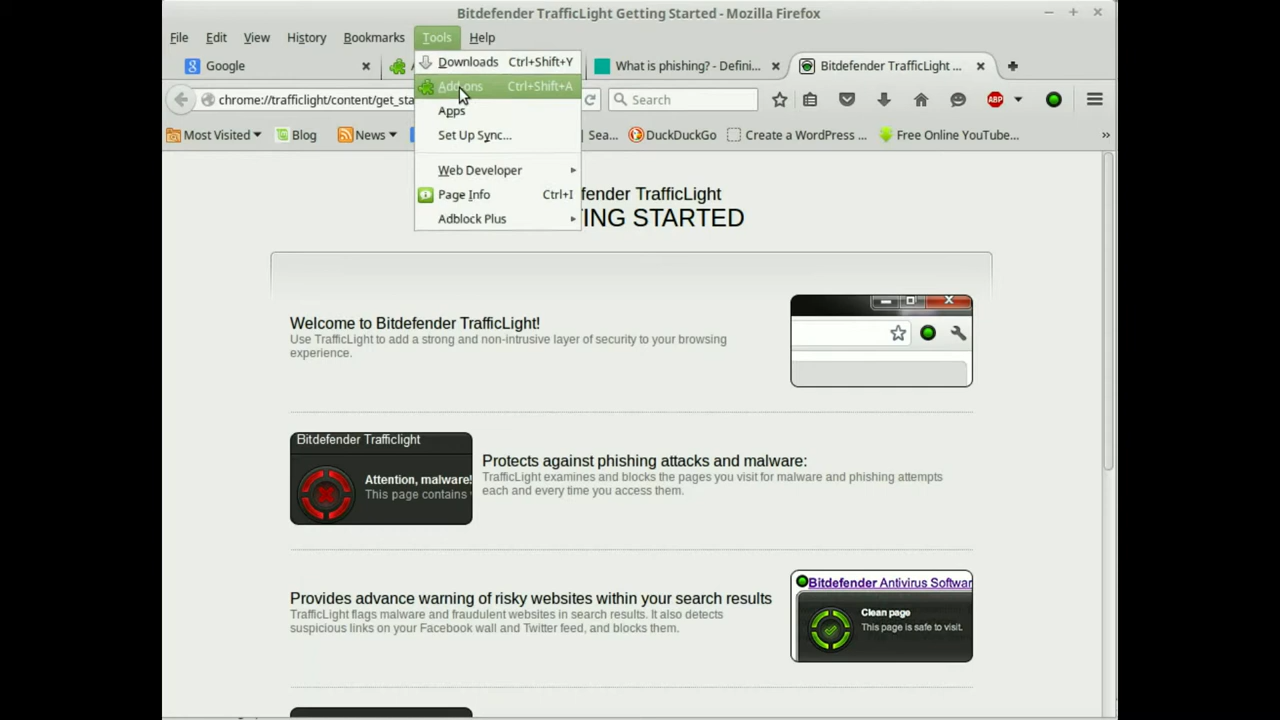 Bitdefender TrafficLight Getting Started - Mozilla Firefox
File Edit View History Bookmarks Tools Help
Google
What is phishing? - Defini...
Bitdefender TrafficLight ...
chrome://trafficlight/content/get_sta
Search
ABP
Most Visited Blog News Sea... DuckDuckGo Create a WordPress ... Free Online YouTube... »
Downloads Ctrl+Shift+Y
Add-ons Ctrl+Shift+A
Apps
Set Up Sync...
Web Developer
Page Info Ctrl+I
Adblock Plus
fender TrafficLight
ING STARTED
Welcome to Bitdefender TrafficLight!
Use TrafficLight to add a strong and non-intrusive layer of security to your browsing
experience.
Bitdefender Trafficlight
Attention, malware!
This page contains
Protects against phishing attacks and malware:
TrafficLight examines and blocks the pages you visit for malware and phishing attempts
each and every time you access them.
Provides advance warning of risky websites within your search results
TrafficLight flags malware and fraudulent websites in search results. It also detects
suspicious links on your Facebook wall and Twitter feed, and blocks them.
Bitdefender Antivirus Softwar
Clean page
This page is safe to visit.